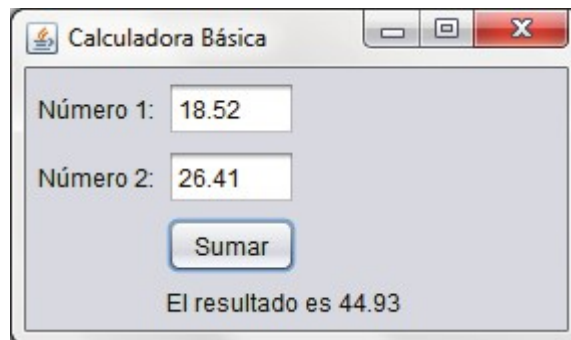 Calculadora Básica
Número 1: 18.52
Número 2: 26.41
Sumar
El resultado es 44.93